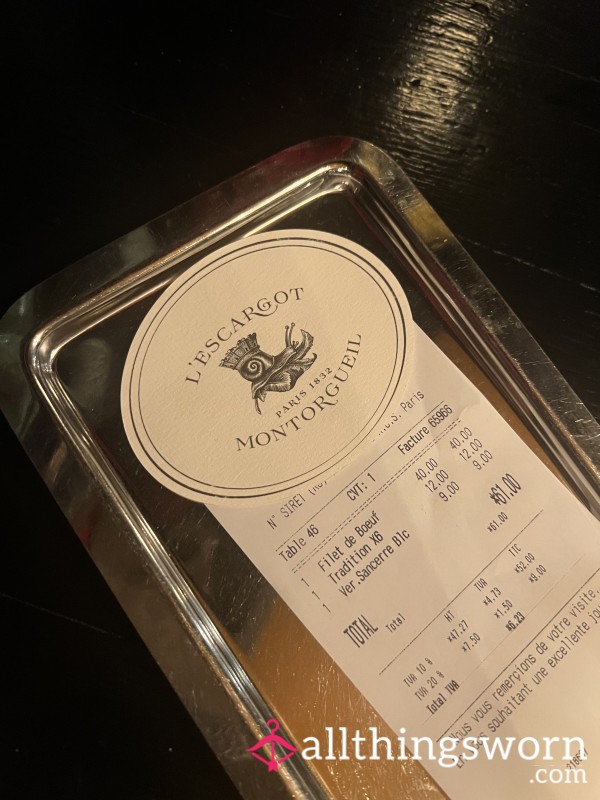 L'ESCARGOT
PARIS 1832
MONTORGUEIL
N° SIRET Paris
Table 46 CVT: 1 Facture 65966
1 Filet de Boeuf 40,00 40,00
1 Tradition X6 12,00 12,00
1 Ver.Sancerre Blc 9,00 9,00
TOTAL *61,00
Total *61,00
HT TVA TTC
TVA 10 % *47,27 *4,73 *52,00
TVA 20 % *7,50 *1,50 *9,00
Total TVA *6,23
Nous vous remerçions de votre visite.
souhaitant une excellente
allthingsworn
.com